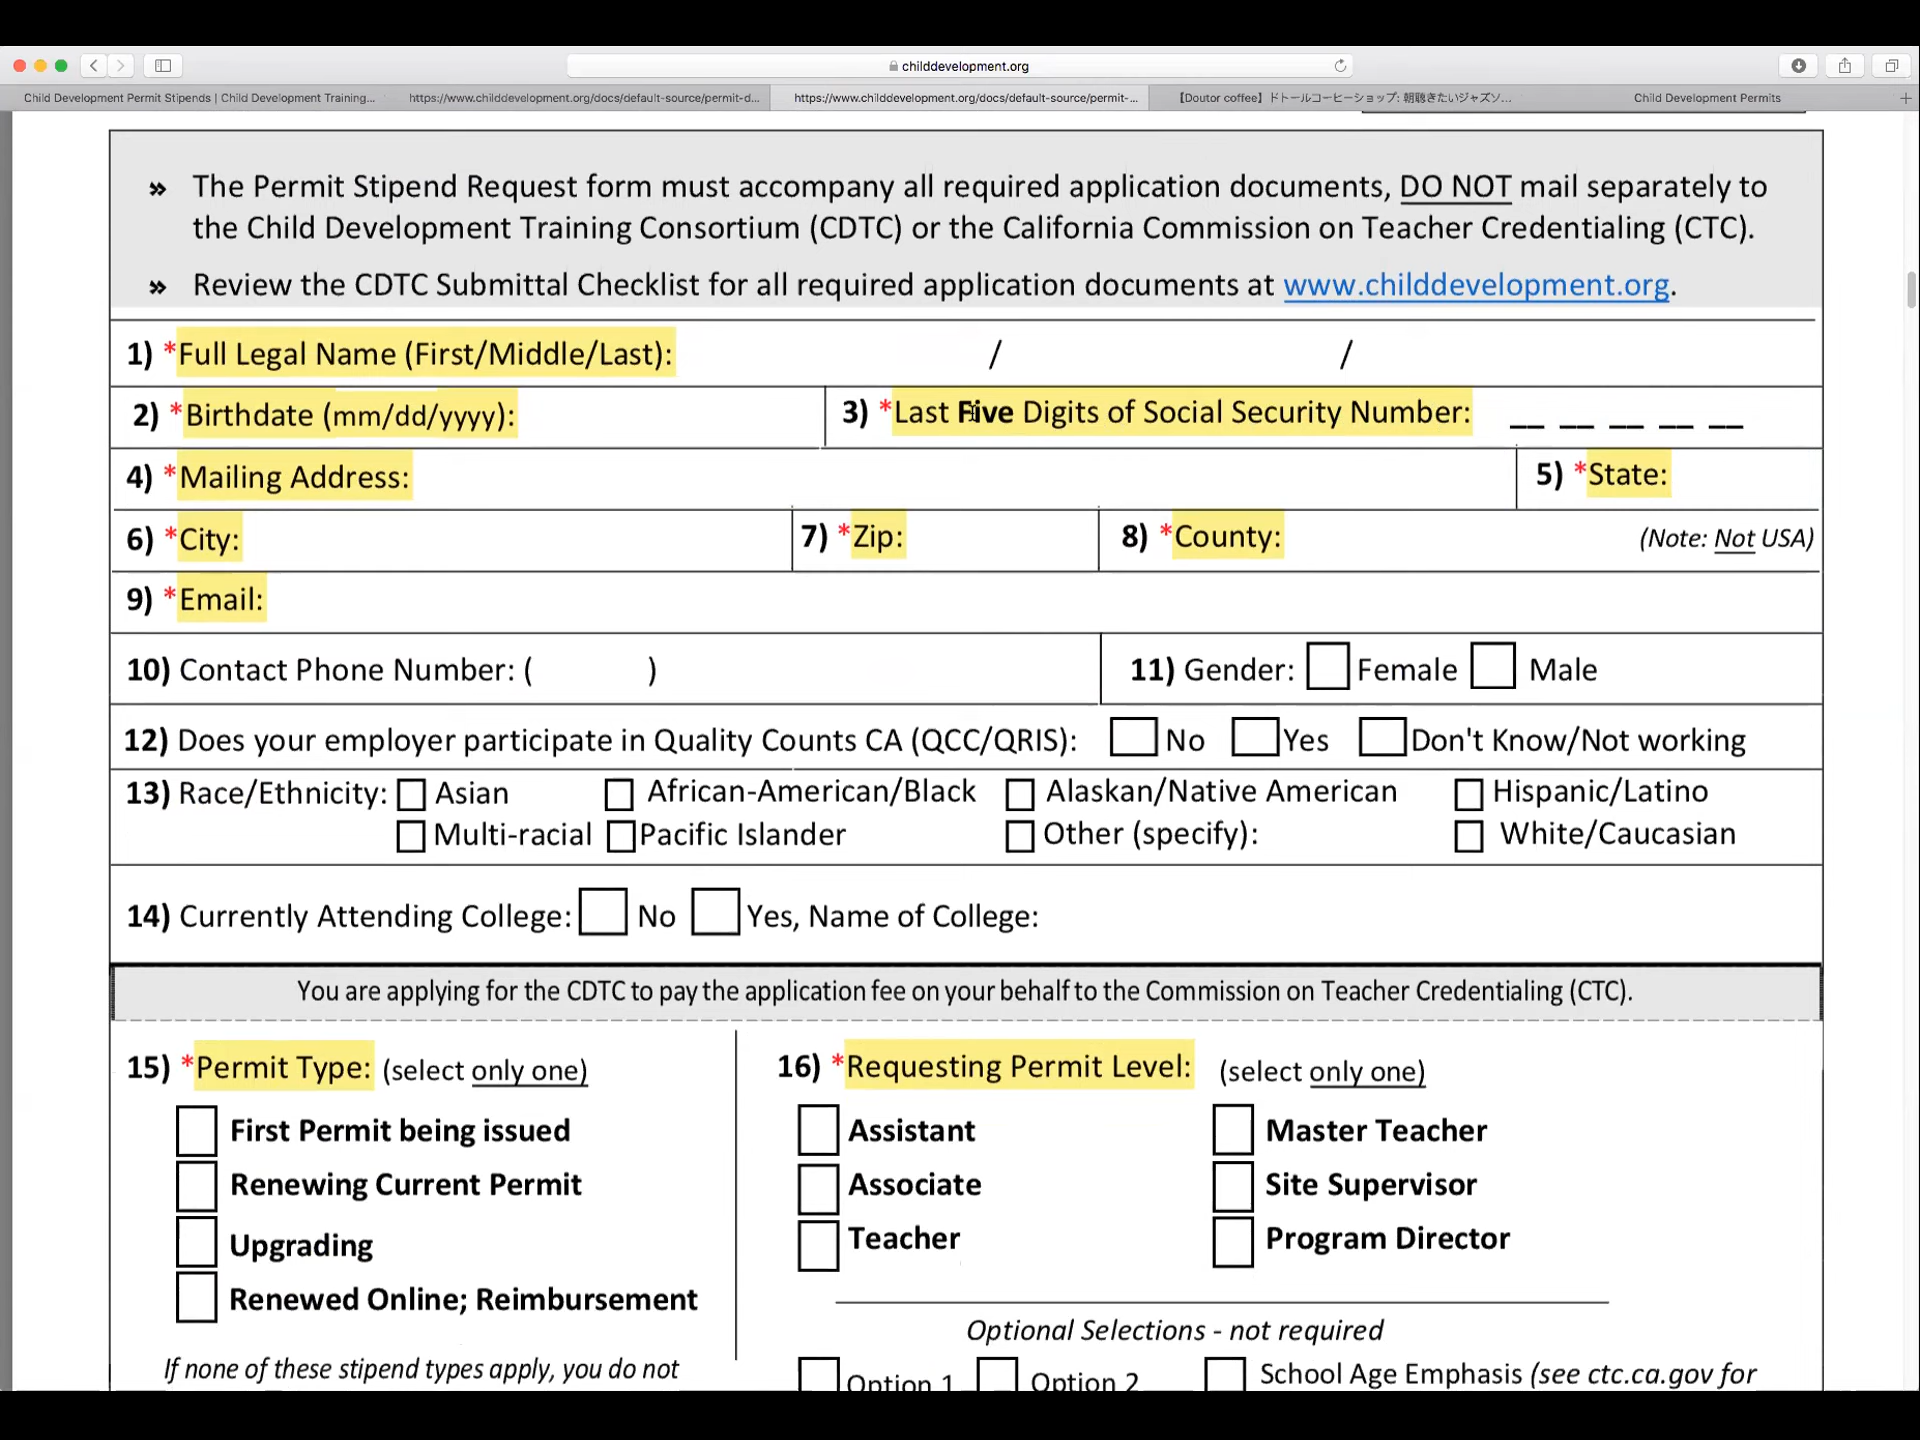 childdevelopment.org
Child Development Permit Stipends | Child Development Training...
https://www.childdevelopment.org/docs/default-source/permit-d...
https://www.childdevelopment.org/docs/default-source/permit-...
【Doutor coffee】ドトールコーヒーショップ: 朝聴きたいジャズソ...
Child Development Permits
» The Permit Stipend Request form must accompany all required application documents, DO NOT mail separately to
the Child Development Training Consortium (CDTC) or the California Commission on Teacher Credentialing (CTC).
» Review the CDTC Submittal Checklist for all required application documents at www.childdevelopment.org.
1) *Full Legal Name (First/Middle/Last): / /
2) *Birthdate (mm/dd/yyyy): 3) *Last Five Digits of Social Security Number: __ __ __ __ __
4) *Mailing Address: 5) *State:
6) *City: 7) *Zip: 8) *County: (Note: Not USA)
9) *Email:
10) Contact Phone Number: ( ) 11) Gender: Female Male
12) Does your employer participate in Quality Counts CA (QCC/QRIS): No Yes Don't Know/Not working
13) Race/Ethnicity: Asian African-American/Black Alaskan/Native American Hispanic/Latino
Multi-racial Pacific Islander Other (specify): White/Caucasian
14) Currently Attending College: No Yes, Name of College:
You are applying for the CDTC to pay the application fee on your behalf to the Commission on Teacher Credentialing (CTC).
15) *Permit Type: (select only one)
First Permit being issued
Renewing Current Permit
Upgrading
Renewed Online; Reimbursement
If none of these stipend types apply, you do not
16) *Requesting Permit Level: (select only one)
Assistant Master Teacher
Associate Site Supervisor
Teacher Program Director
Optional Selections - not required
Option 1 Option 2 School Age Emphasis (see ctc.ca.gov for